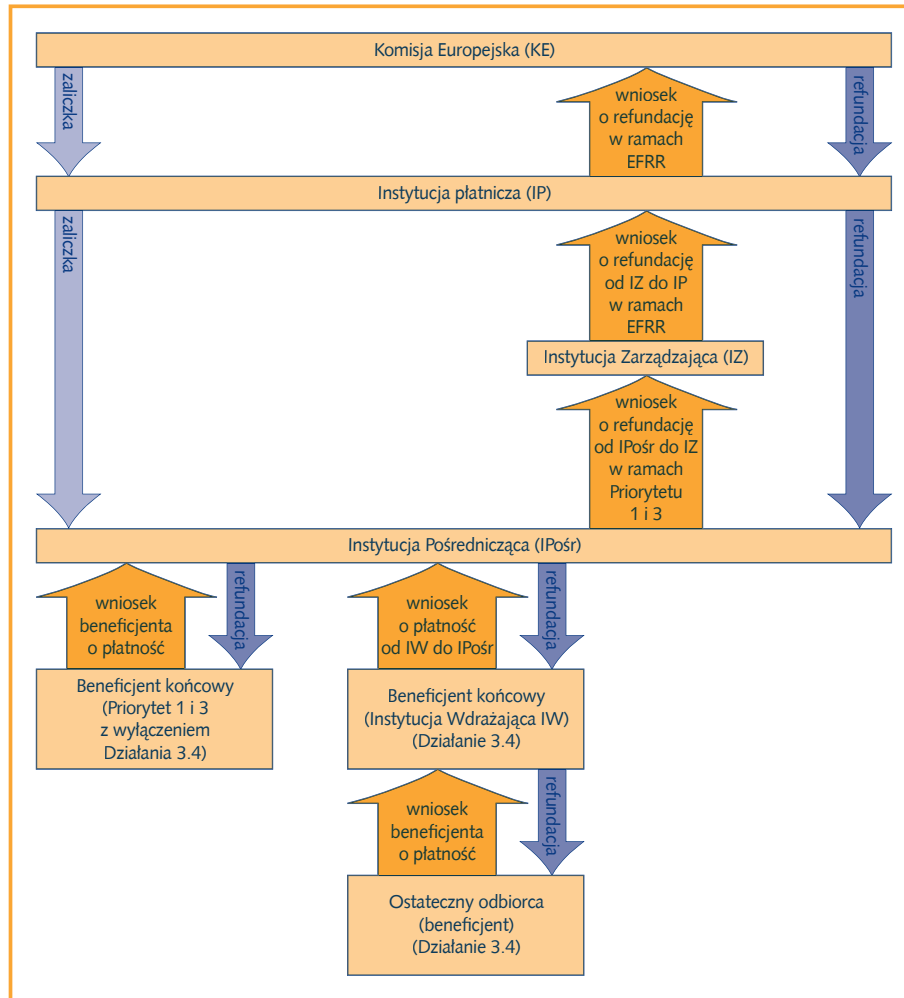 Komisja Europejska (KE)
zaliczka
wniosek
o refundację
w ramach
EFRR
refundacja
Instytucja płatnicza (IP)
zaliczka
wniosek
o refundację
od IZ do IP
w ramach
EFRR
refundacja
Instytucja Zarządzająca (IZ)
wniosek
o refundację
od IPośr do IZ
w ramach
Priorytetu
1 i 3
Instytucja Pośrednicząca (IPośr)
wniosek
beneficjenta
o płatność
refundacja
wniosek
o płatność
od IW do IPośr
refundacja
Beneficjent końcowy
(Priorytet 1 i 3
z wyłączeniem
Działania 3.4)
Beneficjent końcowy
(Instytucja Wdrażająca IW)
(Działanie 3.4)
wniosek
beneficjenta
o płatność
refundacja
Ostateczny odbiorca
(beneficjent)
(Działanie 3.4)